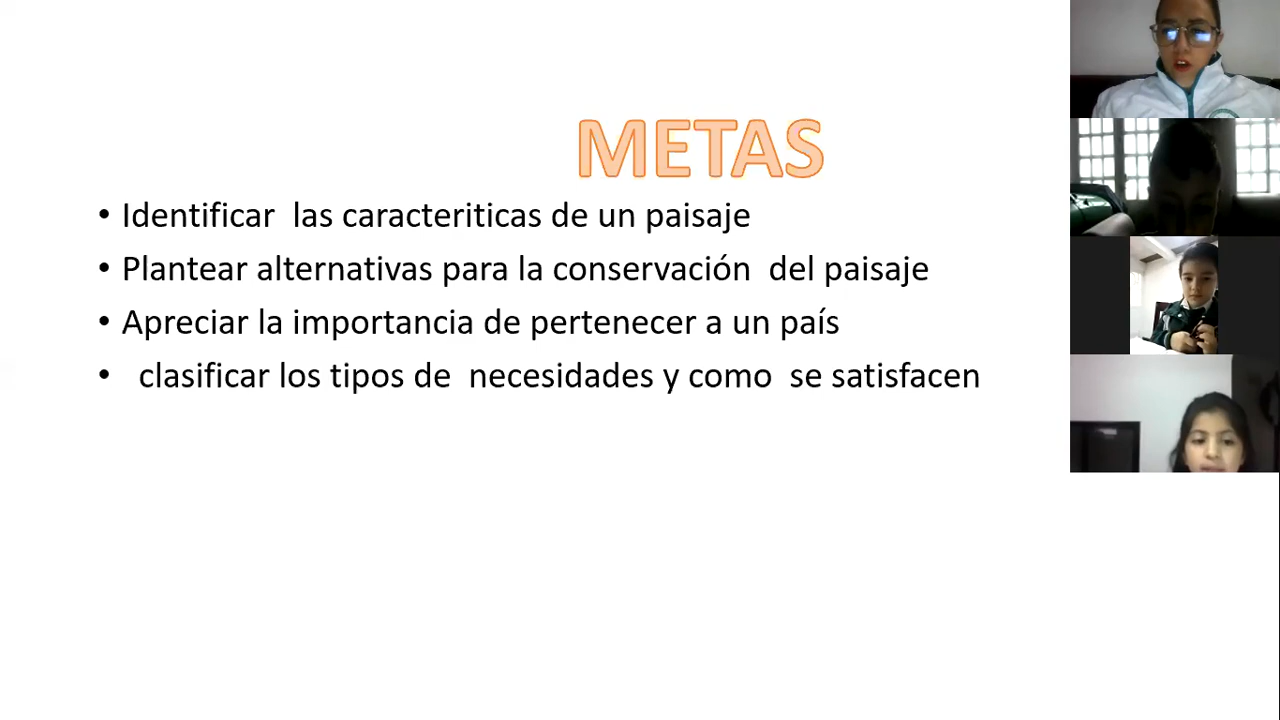 METAS
• Identificar  las caracteriticas de un paisaje
• Plantear alternativas para la conservación  del paisaje
• Apreciar la importancia de pertenecer a un país
•  clasificar los tipos de  necesidades y como  se satisfacen